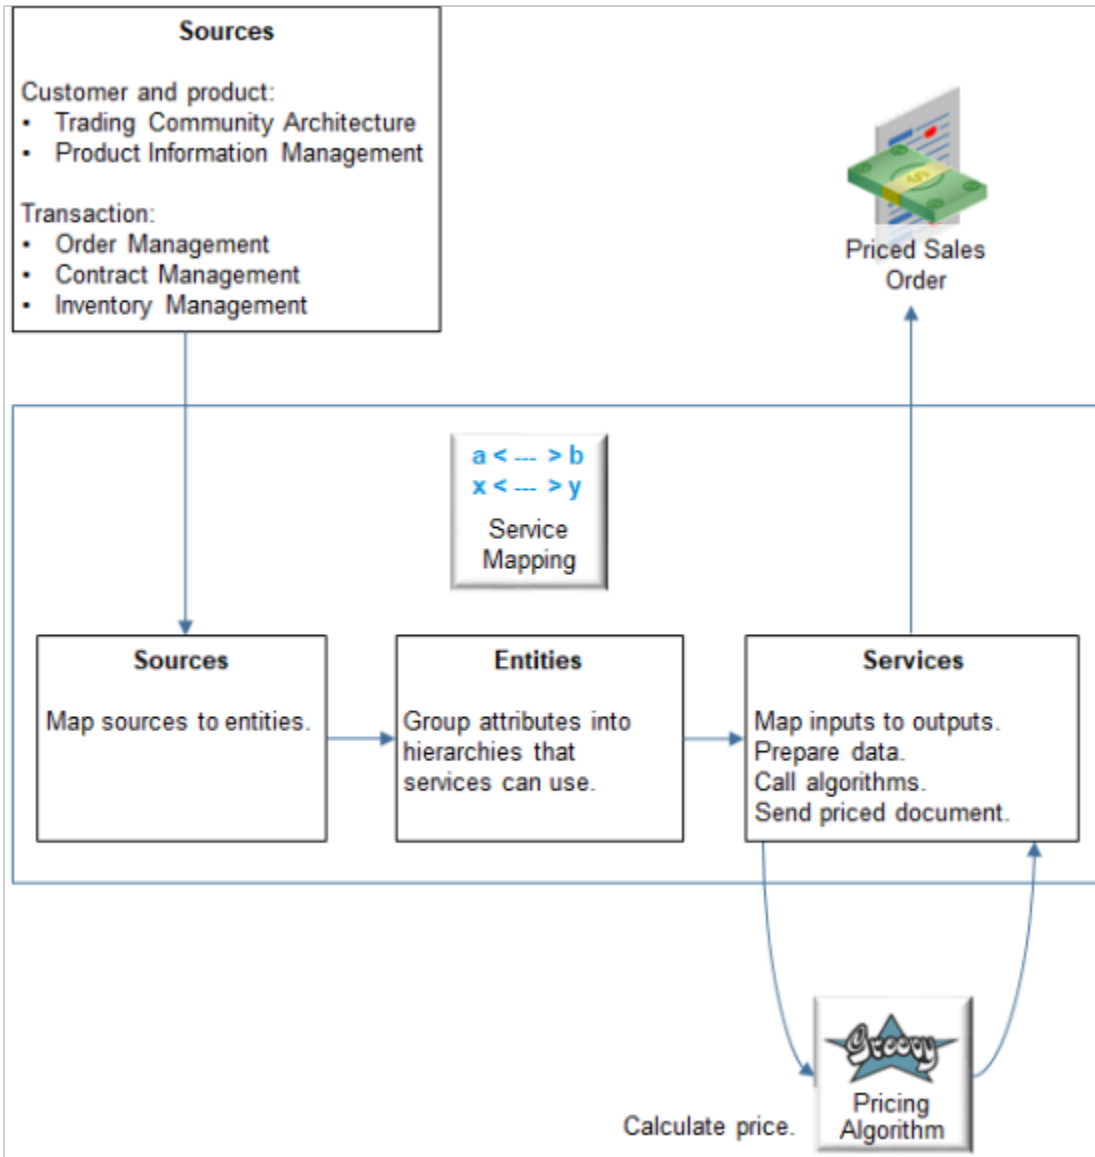 Sources
Customer and product:
• Trading Community Architecture
• Product Information Management
Transaction:
• Order Management
• Contract Management
• Inventory Management
Priced Sales
Order
a < --- > b
x < --- > y
Service
Mapping
Sources
Map sources to entities.
Entities
Group attributes into
hierarchies that
services can use.
Services
Map inputs to outputs.
Prepare data.
Call algorithms.
Send priced document.
Groovy
Pricing
Algorithm
Calculate price.